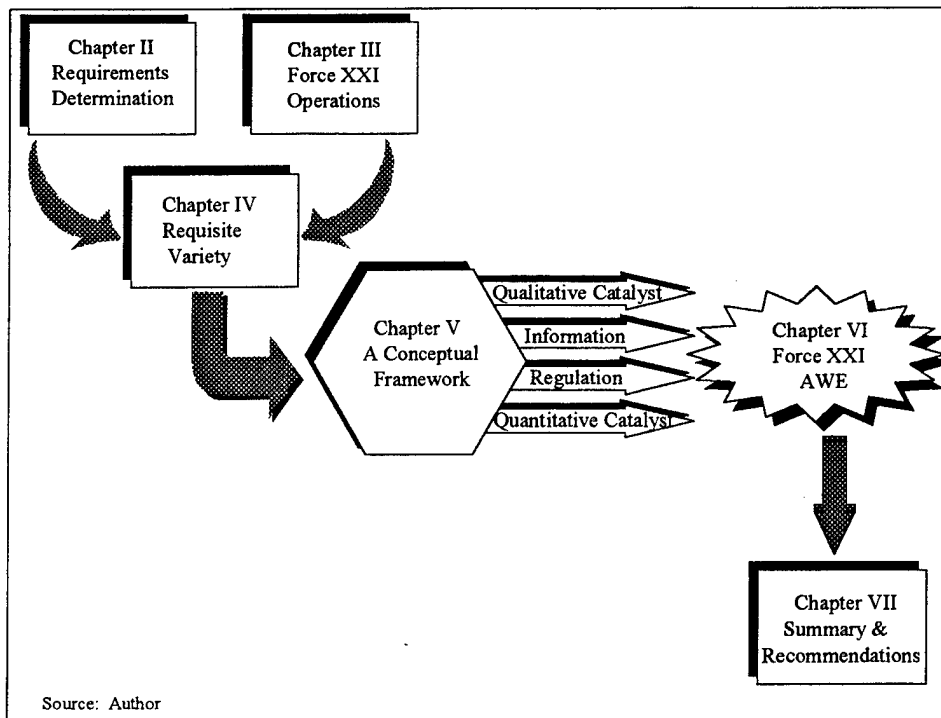 Chapter II
Requirements
Determination
Chapter III
Force XXI
Operations
Chapter IV
Requisite
Variety
Chapter V
A Conceptual
Framework
Qualitative Catalyst
Information
Regulation
Quantitative Catalyst
Chapter VI
Force XXI
AWE
Chapter VII
Summary &
Recommendations
Source: Author